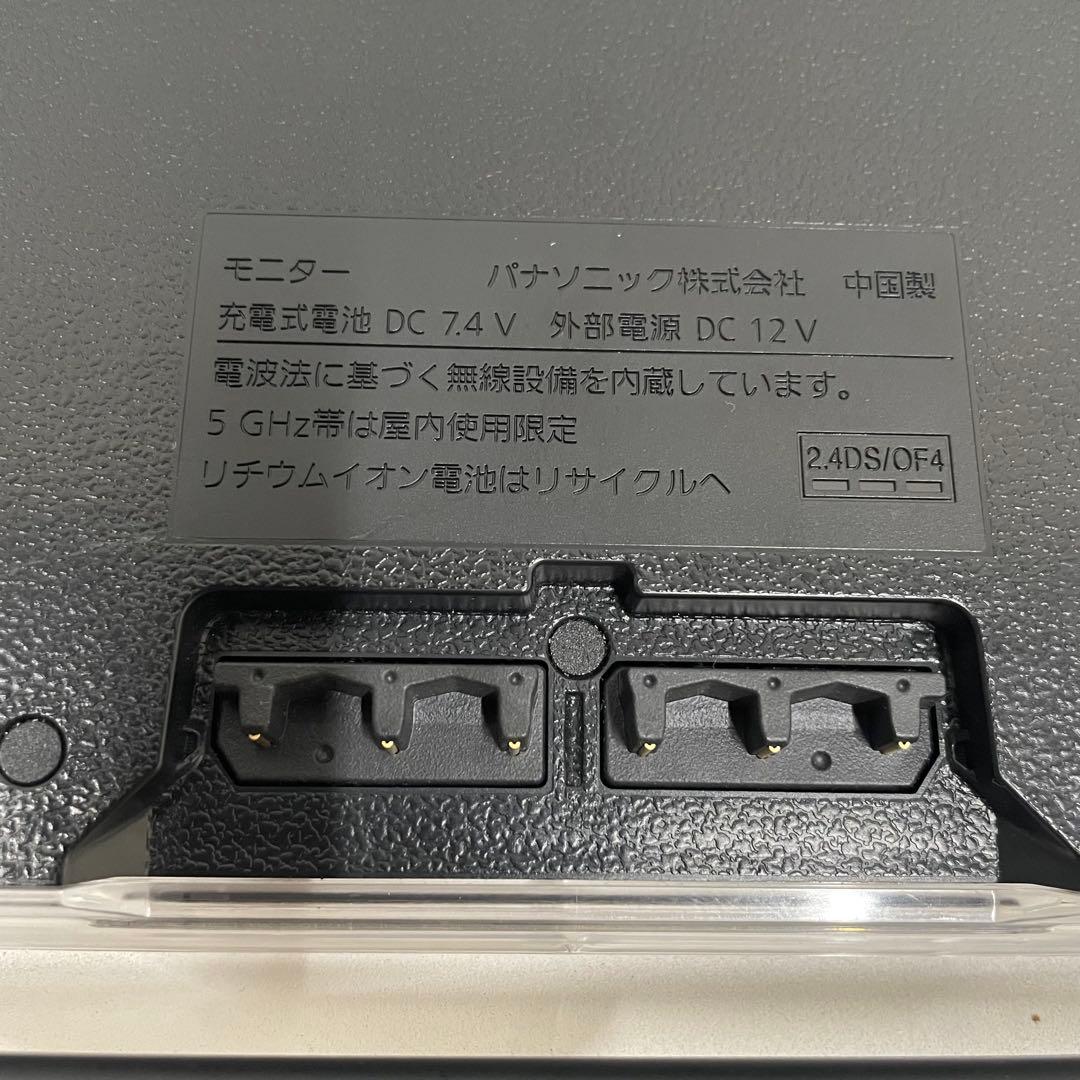 モニター パナソニック株式会社 中国製
充電式電池 DC 7.4 V 外部電源 DC 12 V
電波法に基づく無線設備を内蔵しています。
5 GHz帯は屋内使用限定
リチウムイオン電池はリサイクルへ
2.4DS/OF4